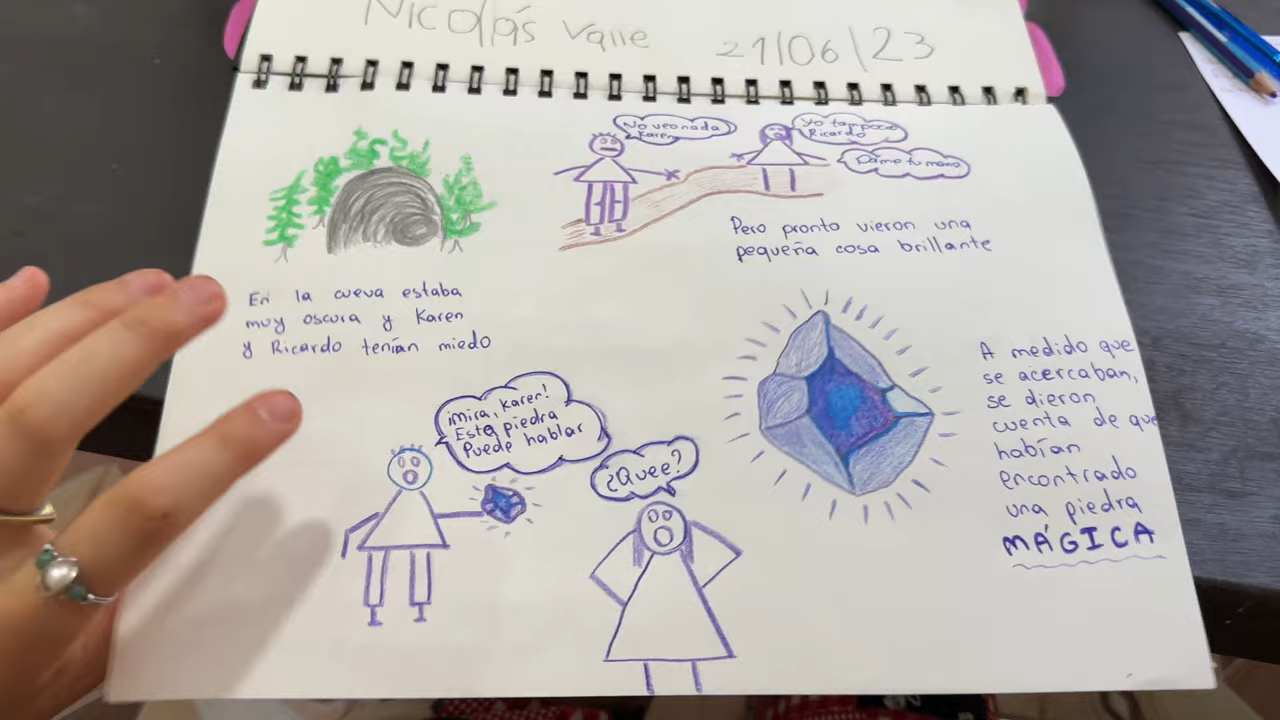 Nicolás Valle 21/06/23
No veo nada
Karen
Yo tampoco
Ricardo
Dame tu mano
Pero pronto vieron una
pequeña cosa brillante
En la cueva estaba
muy oscura y Karen
y Ricardo tenían miedo
A medido que
se acercaban,
se dieron
cuenta de que
habían
encontrado
una piedra
MÁGICA
¡Mira, Karen!
Esta piedra
Puede hablar
¿Quee?